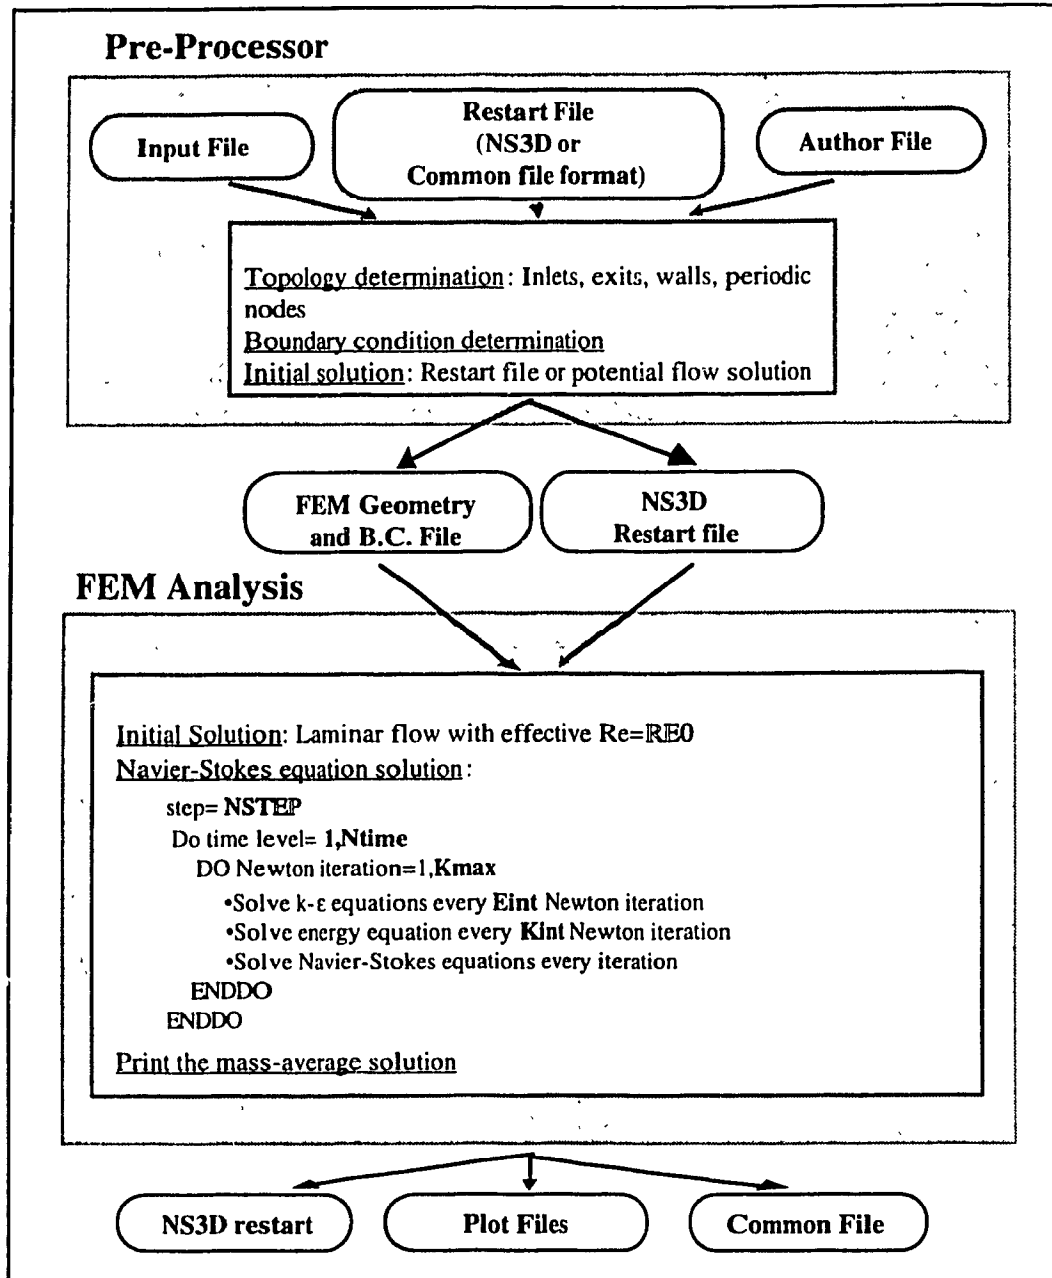 Pre-Processor
Input File
Restart File
(NS3D or
Common file format)
Author File
Topology determination: Inlets, exits, walls, periodic
nodes
Boundary condition determination
Initial solution: Restart file or potential flow solution
FEM Geometry
and B.C. File
NS3D
Restart file
FEM Analysis
Initial Solution: Laminar flow with effective Re=RE0
Navier-Stokes equation solution:
step= NSTEP
Do time level= 1,Ntime
DO Newton iteration=1,Kmax
•Solve k-ε equations every Eint Newton iteration
•Solve energy equation every Kint Newton iteration
•Solve Navier-Stokes equations every iteration
ENDDO
ENDDO
Print the mass-average solution
NS3D restart
Plot Files
Common File